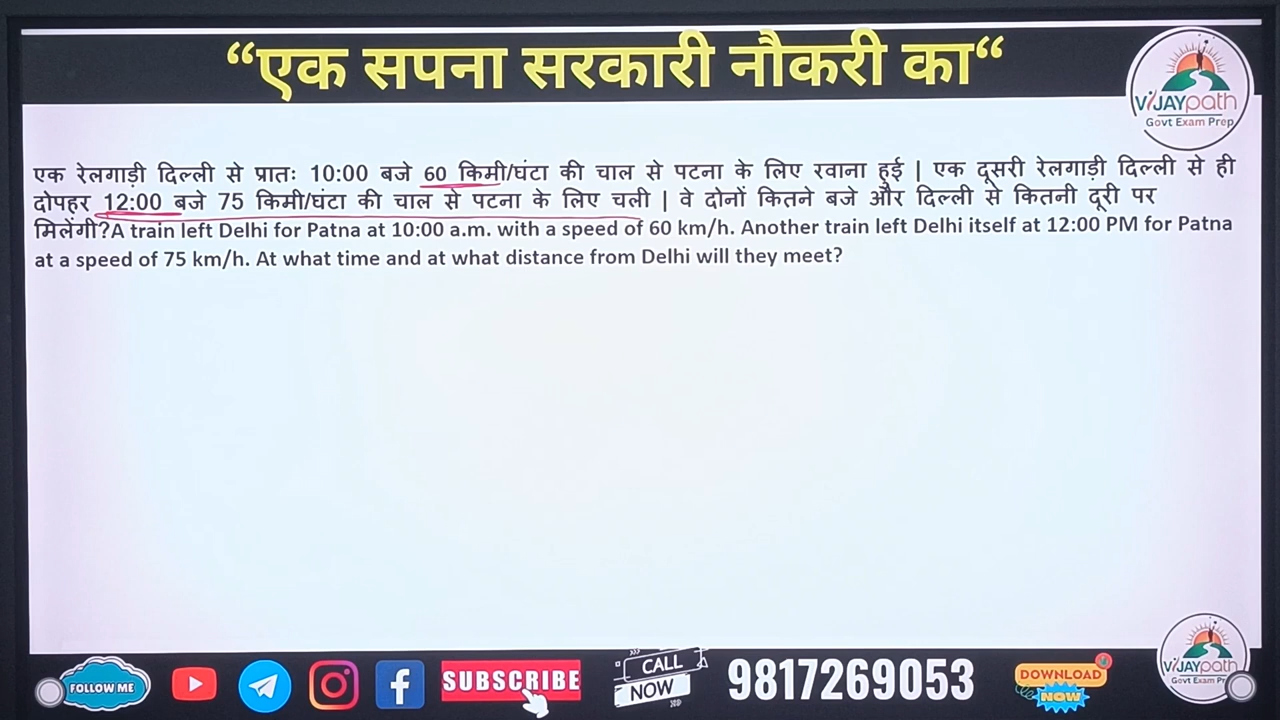 “एक सपना सरकारी नौकरी का“
ViJAYpath
Govt Exam Prep
एक रेलगाड़ी दिल्ली से प्रातः 10:00 बजे 60 किमी/घंटा की चाल से पटना के लिए रवाना हुई | एक दूसरी रेलगाड़ी दिल्ली से ही
दोपहर 12:00 बजे 75 किमी/घंटा की चाल से पटना के लिए चली | वे दोनों कितने बजे और दिल्ली से कितनी दूरी पर
मिलेंगी?A train left Delhi for Patna at 10:00 a.m. with a speed of 60 km/h. Another train left Delhi itself at 12:00 PM for Patna
at a speed of 75 km/h. At what time and at what distance from Delhi will they meet?
FOLLOW ME
SUBSCRIBE
CALL
NOW
9817269053
DOWNLOAD
NOW
ViJAYpath
Govt Exam Pr